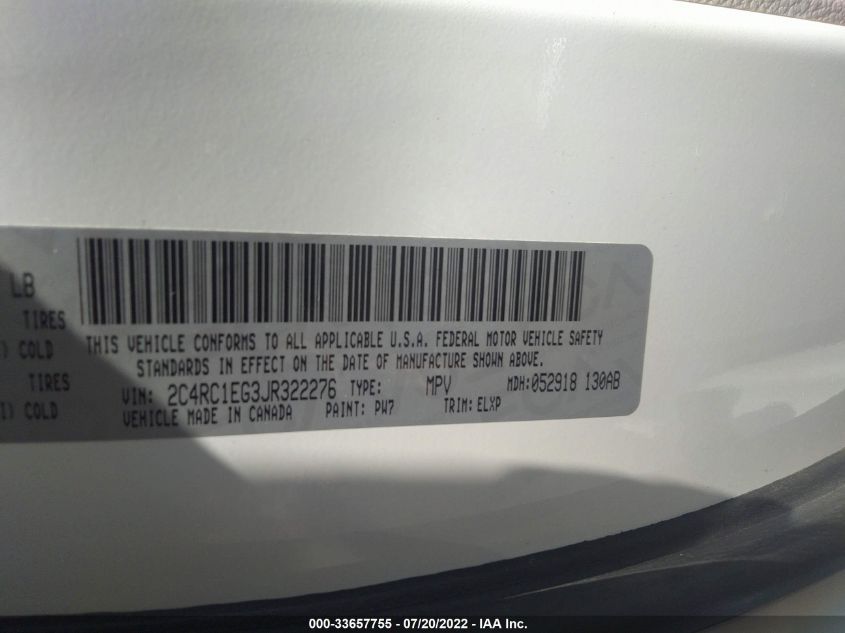 LB
TIRES
) COLD
TIRES
I) COLD
THIS VEHICLE CONFORMS TO ALL APPLICABLE U.S.A. FEDERAL MOTOR VEHICLE SAFETY
STANDARDS IN EFFECT ON THE DATE OF MANUFACTURE SHOWN ABOVE.
VIN: 2C4RC1EG3JR322276 TYPE: MPV MDH:052918 130AB
VEHICLE MADE IN CANADA PAINT: PW7 TRIM: ELXP
000-33657755 — 07/20/2022 — IAA Inc.